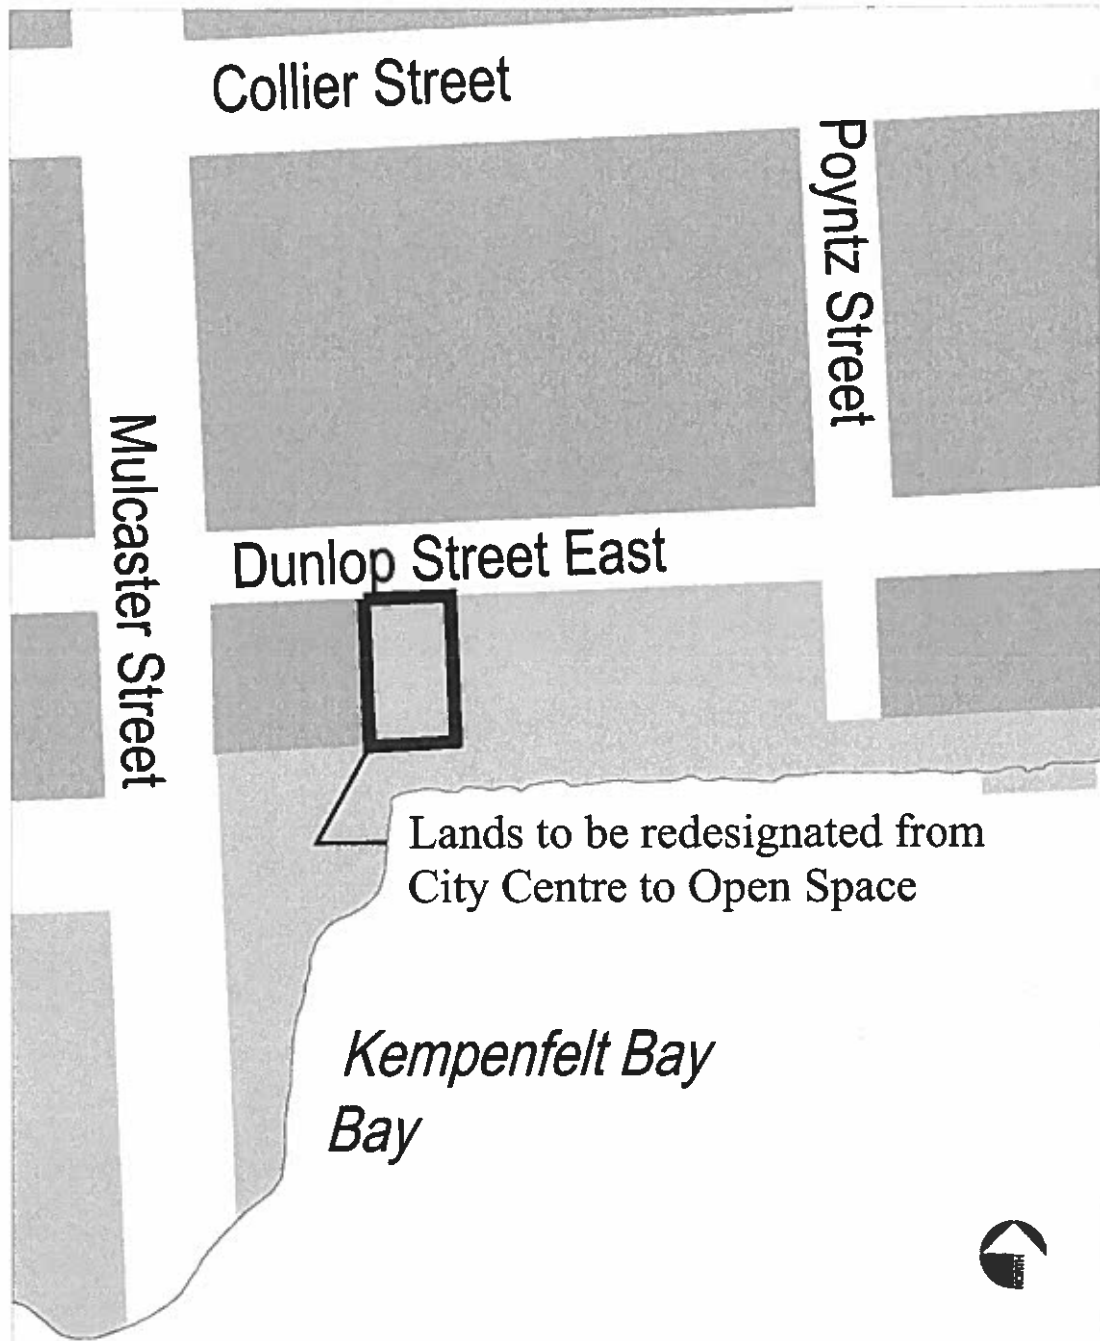 Collier Street
Poyntz Street
Mulcaster Street
Dunlop Street East
Lands to be redesignated from
City Centre to Open Space
Kempenfelt Bay
Bay